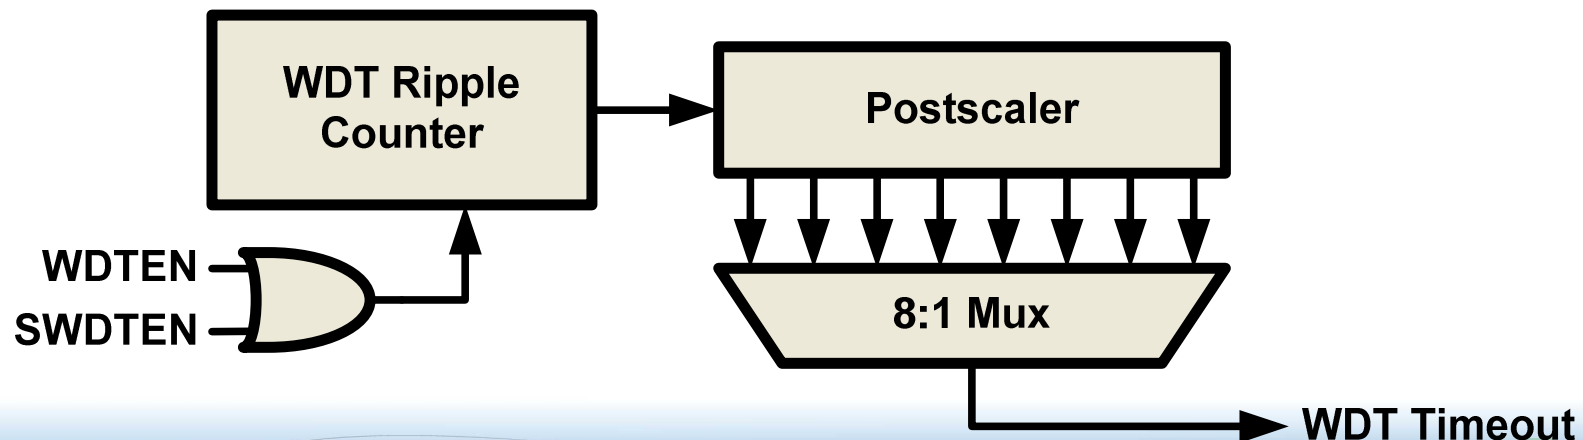 WDT Ripple
Counter
Postscaler
WDTEN
SWDTEN
8:1 Mux
WDT Timeout